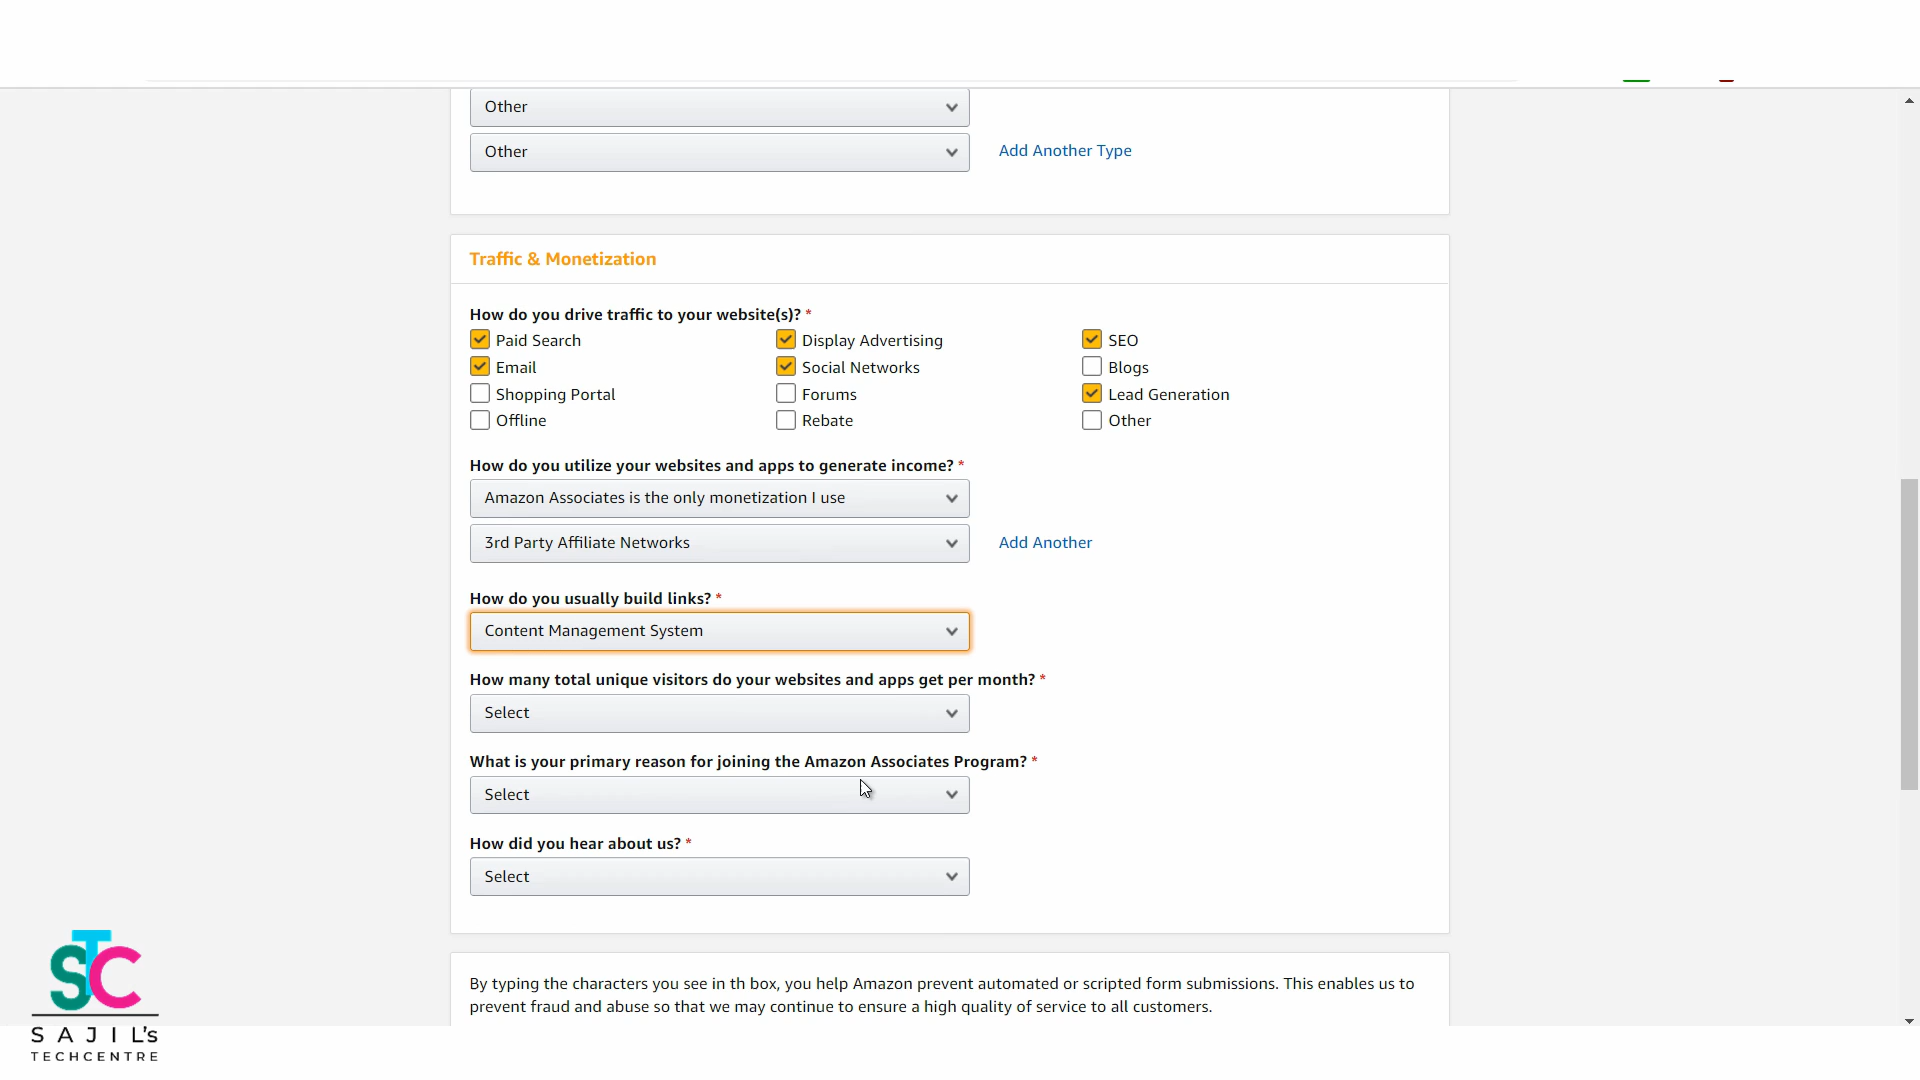 Other
Other
Add Another Type
Traffic & Monetization
How do you drive traffic to your website(s)? *
Paid Search
Display Advertising
SEO
Email
Social Networks
Blogs
Shopping Portal
Forums
Lead Generation
Offline
Rebate
Other
How do you utilize your websites and apps to generate income? *
Amazon Associates is the only monetization I use
3rd Party Affiliate Networks
Add Another
How do you usually build links? *
Content Management System
How many total unique visitors do your websites and apps get per month? *
Select
What is your primary reason for joining the Amazon Associates Program? *
Select
How did you hear about us? *
Select
By typing the characters you see in th box, you help Amazon prevent automated or scripted form submissions. This enables us to
prevent fraud and abuse so that we may continue to ensure a high quality of service to all customers.
STC
SAJIL's
TECHCENTRE